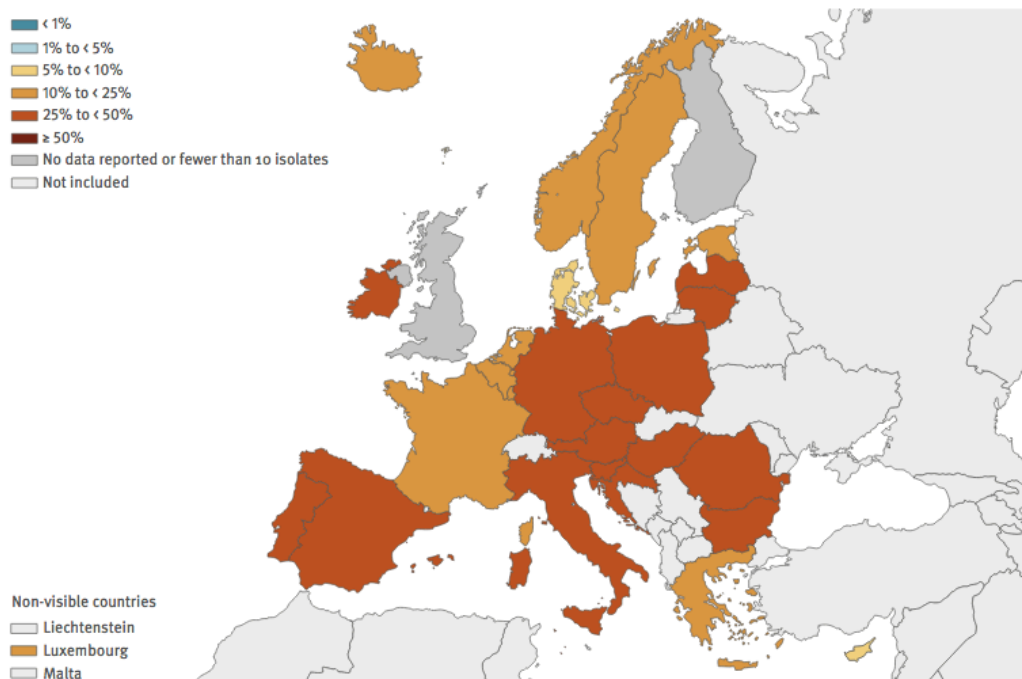 < 1%
1% to < 5%
5% to < 10%
10% to < 25%
25% to < 50%
≥ 50%
No data reported or fewer than 10 isolates
Not included
Non-visible countries
Liechtenstein
Luxembourg
Malta